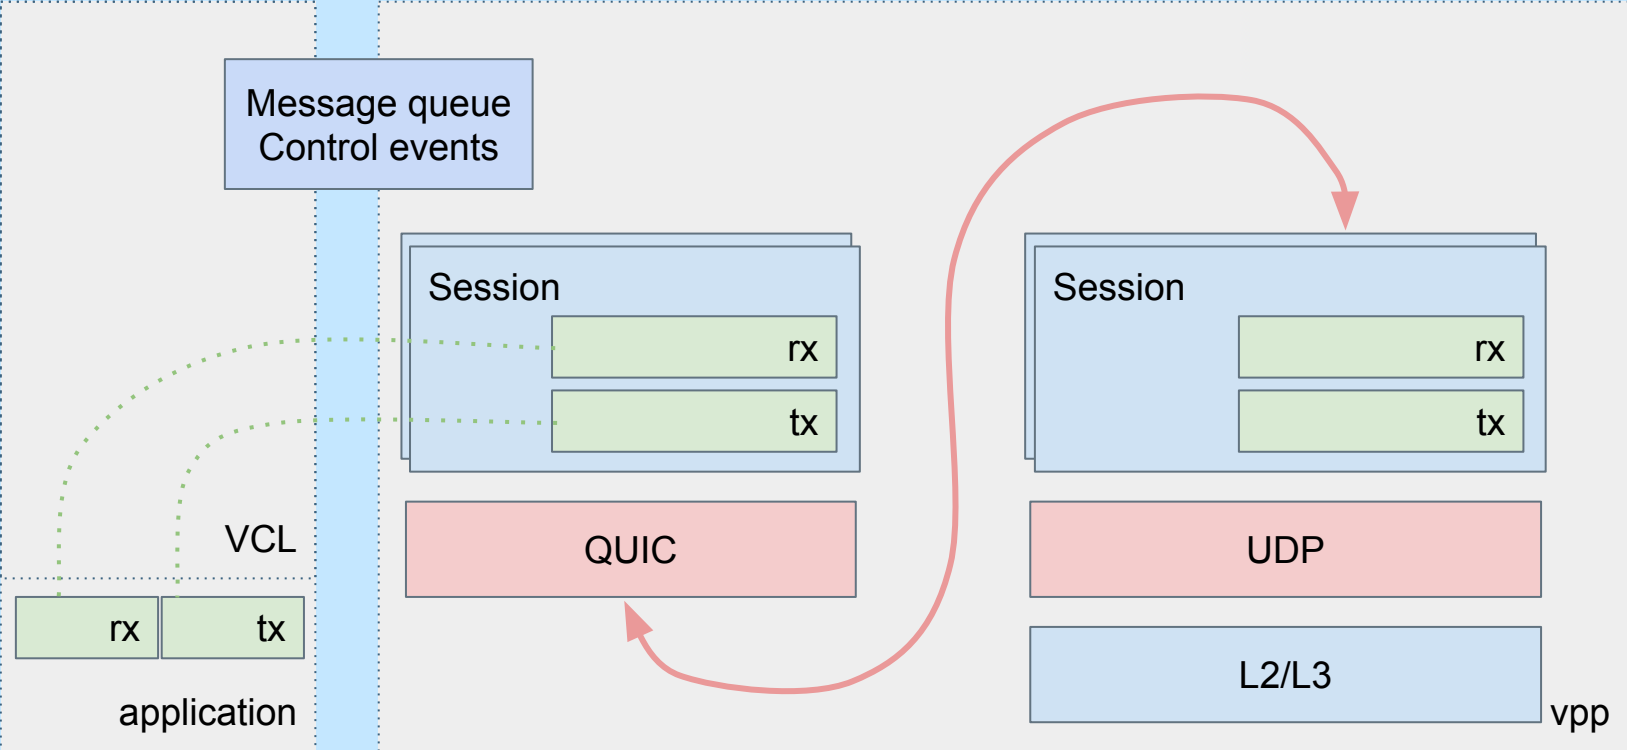 Message queue
Control events
Session
rx
tx
Session
rx
tx
VCL
QUIC
UDP
rx
tx
L2/L3
application
vpp